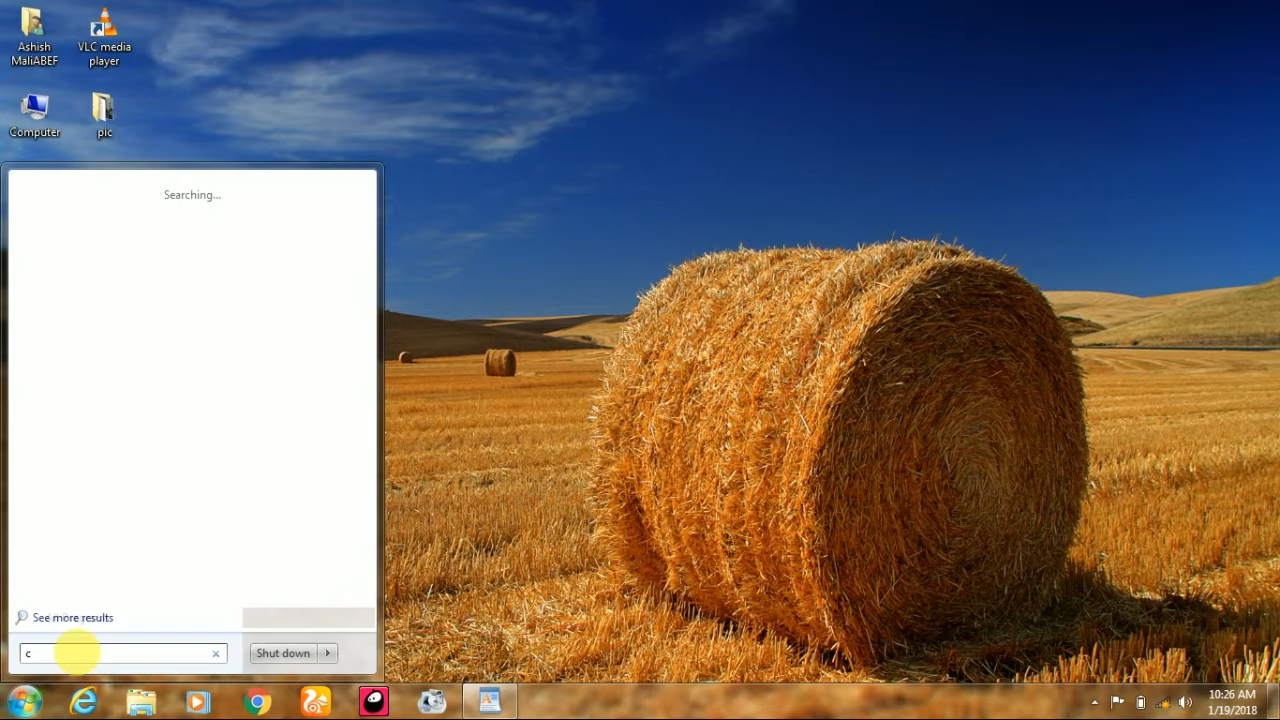 Ashish
MaliABEF
VLC media
player
Computer
pic
Searching...
See more results
c
Shut down
10:26 AM
1/19/2018